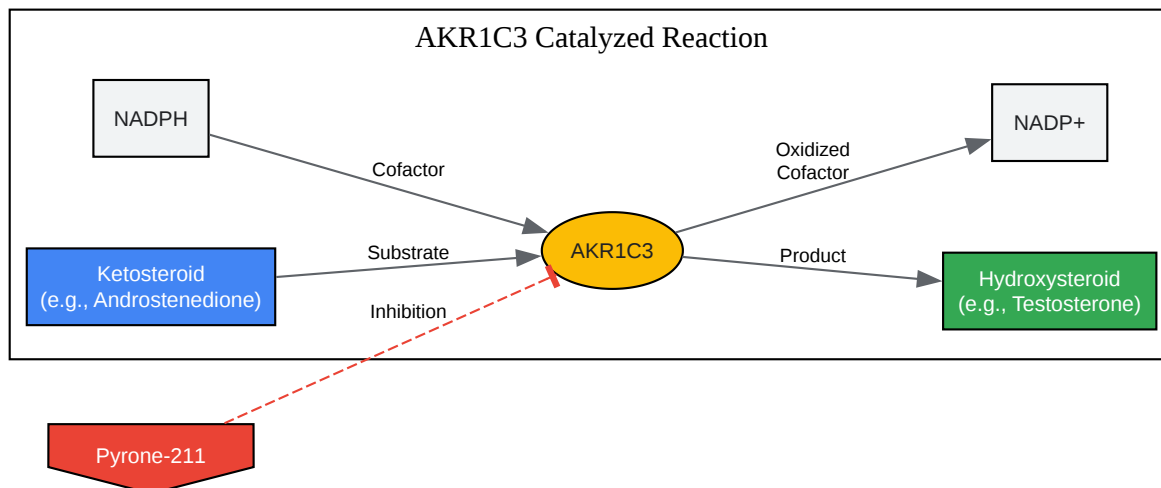 AKR1C3 Catalyzed Reaction
NADPH
NADP+
Oxidized
Cofactor
Cofactor
AKR1C3
Substrate
Product
Ketosteroid
(e.g., Androstenedione)
Hydroxysteroid
(e.g., Testosterone)
Inhibition
Pyrone-211